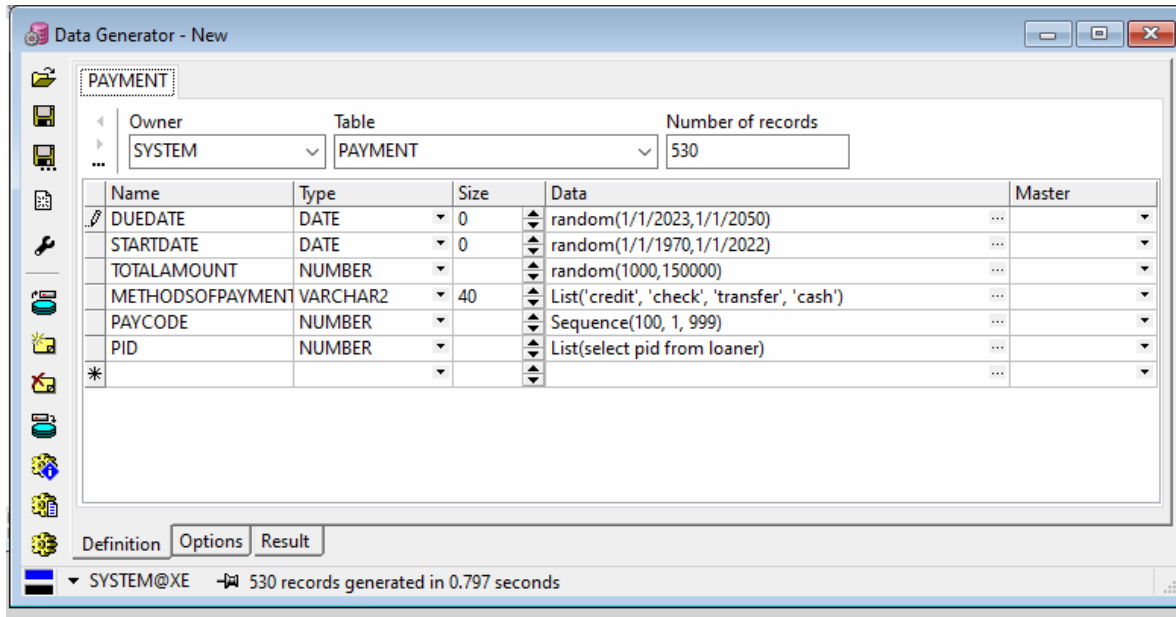 Data Generator - New
PAYMENT
Owner Table Number of records
SYSTEM PAYMENT 530
Name Type Size Data Master
DUEDATE DATE 0 random(1/1/2023,1/1/2050) ...
STARTDATE DATE 0 random(1/1/1970,1/1/2022) ...
TOTALAMOUNT NUMBER random(1000,150000) ...
METHODSOFPAYMENT VARCHAR2 40 List('credit', 'check', 'transfer', 'cash') ...
PAYCODE NUMBER Sequence(100, 1, 999) ...
PID NUMBER List(select pid from loaner) ...
* ...
Definition Options Result
SYSTEM@XE 530 records generated in 0.797 seconds